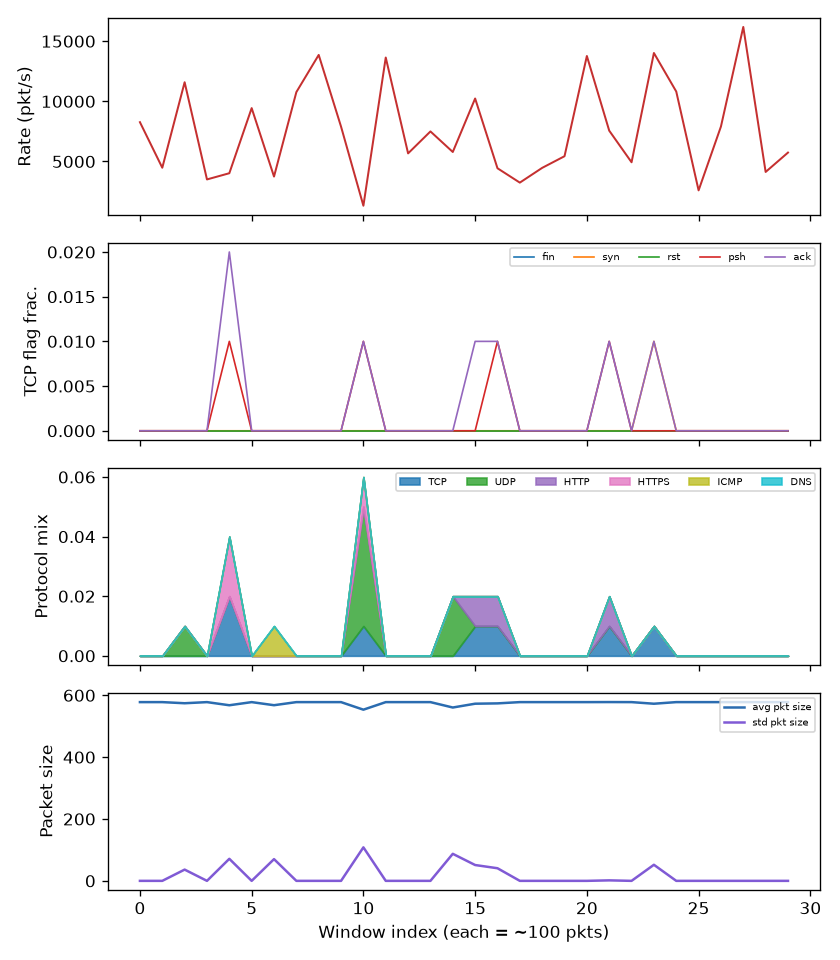 15000
10000
5000
Rate (pkt/s)
0.020
0.015
0.010
0.005
0.000
TCP flag frac.
fin syn rst psh ack
0.06
0.04
0.02
0.00
Protocol mix
TCP UDP HTTP HTTPS ICMP DNS
600
400
200
0
Packet size
avg pkt size
std pkt size
0 5 10 15 20 25 30
Window index (each = ~100 pkts)